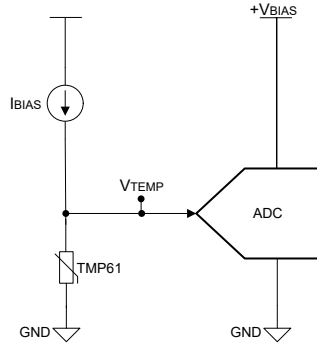 +VBIAS
IBIAS
VTEMP
ADC
TMP61
GND
GND